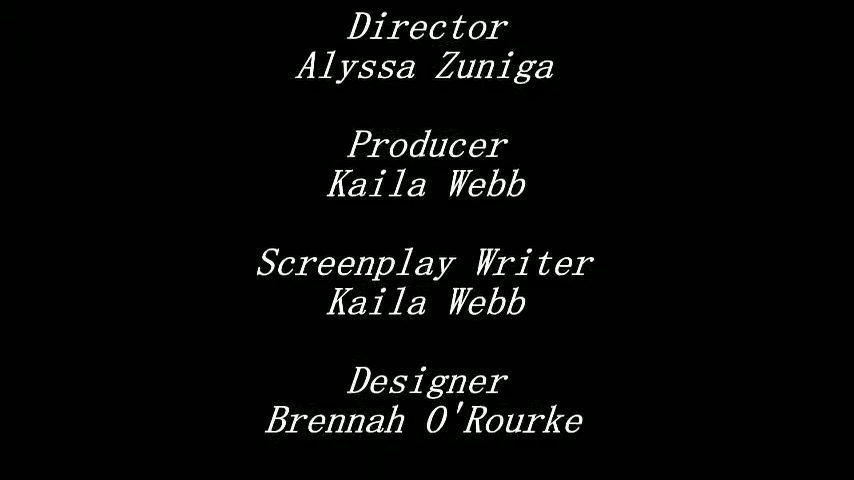 Director
Alyssa Zuniga
Producer
Kaila Webb
Screenplay Writer
Kaila Webb
Designer
Brennah O'Rourke